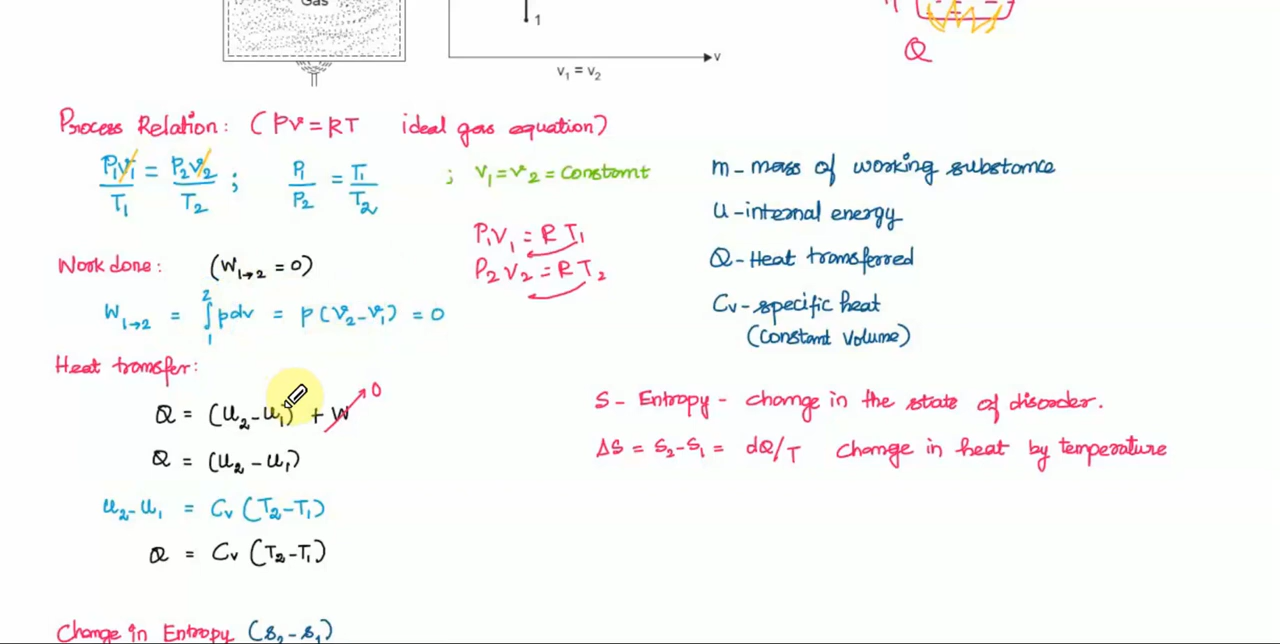 Gas
1
v
v₁ = v₂
Q
Process Relation: (PV = RT ideal gas equation)
P₁V₁/T₁ = P₂V₂/T₂ ; P₁/P₂ = T₁/T₂ ; V₁ = V₂ = Constant
P₁V₁ = RT₁
P₂V₂ = RT₂
Work done: (W₁→₂ = 0)
W₁→₂ = ∫₁² pdv = P(V₂-V₁) = 0
Heat transfer:
Q = (U₂-U₁) + W 0
Q = (U₂-U₁)
U₂-U₁ = Cv (T₂-T₁)
Q = Cv (T₂-T₁)
Change in Entropy (S₂-S₁)
m - mass of working substance
U - internal energy
Q - Heat transferred
Cv - specific heat
(Constant Volume)
S - Entropy - change in the state of disorder.
ΔS = S₂-S₁ = dQ/T Change in heat by temperature